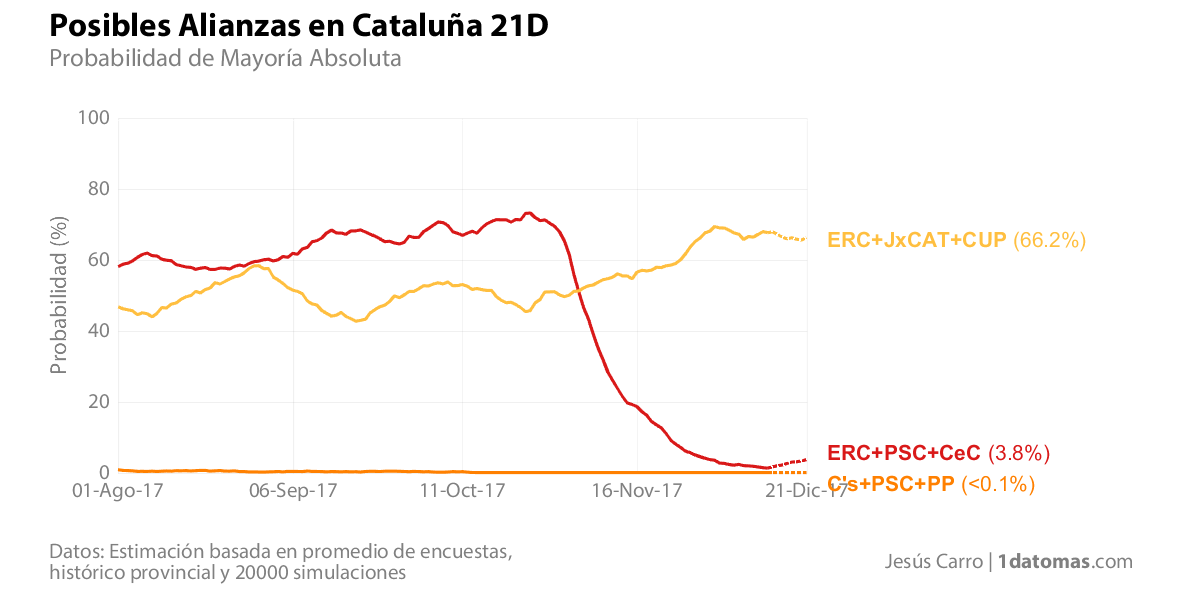 Posibles Alianzas en Cataluña 21D
Probabilidad de Mayoría Absoluta
Probabilidad (%)
100
80
60
40
20
0
01-Ago-17
06-Sep-17
11-Oct-17
16-Nov-17
21-Dic-17
ERC+JxCAT+CUP (66.2%)
ERC+PSC+CeC (3.8%)
C's+PSC+PP (<0.1%)
Datos: Estimación basada en promedio de encuestas,
histórico provincial y 20000 simulaciones
Jesús Carro | 1datomas.com